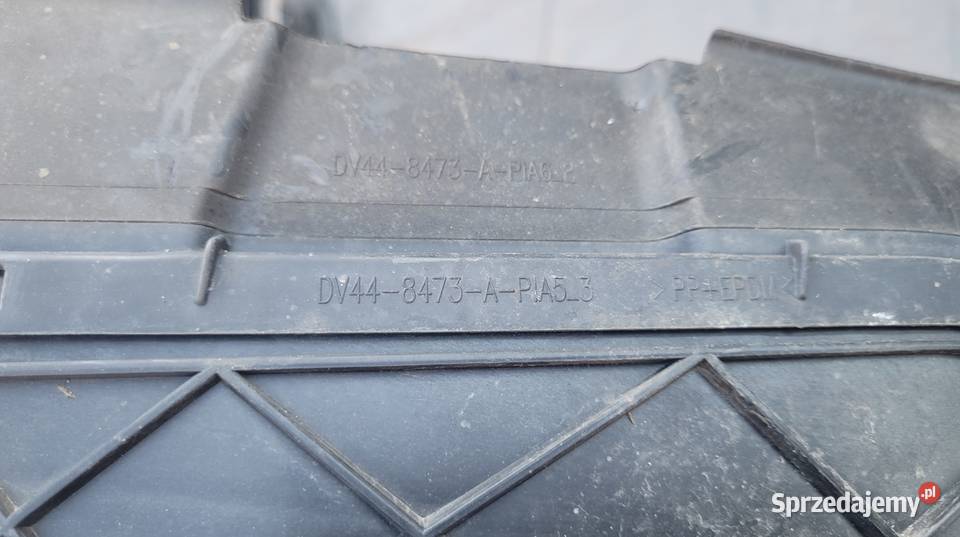 DV44-8473-A-PIA6_2
DV44-8473-A-PIA5_3
>PP+EPDM<
Sprzedajemy.pl